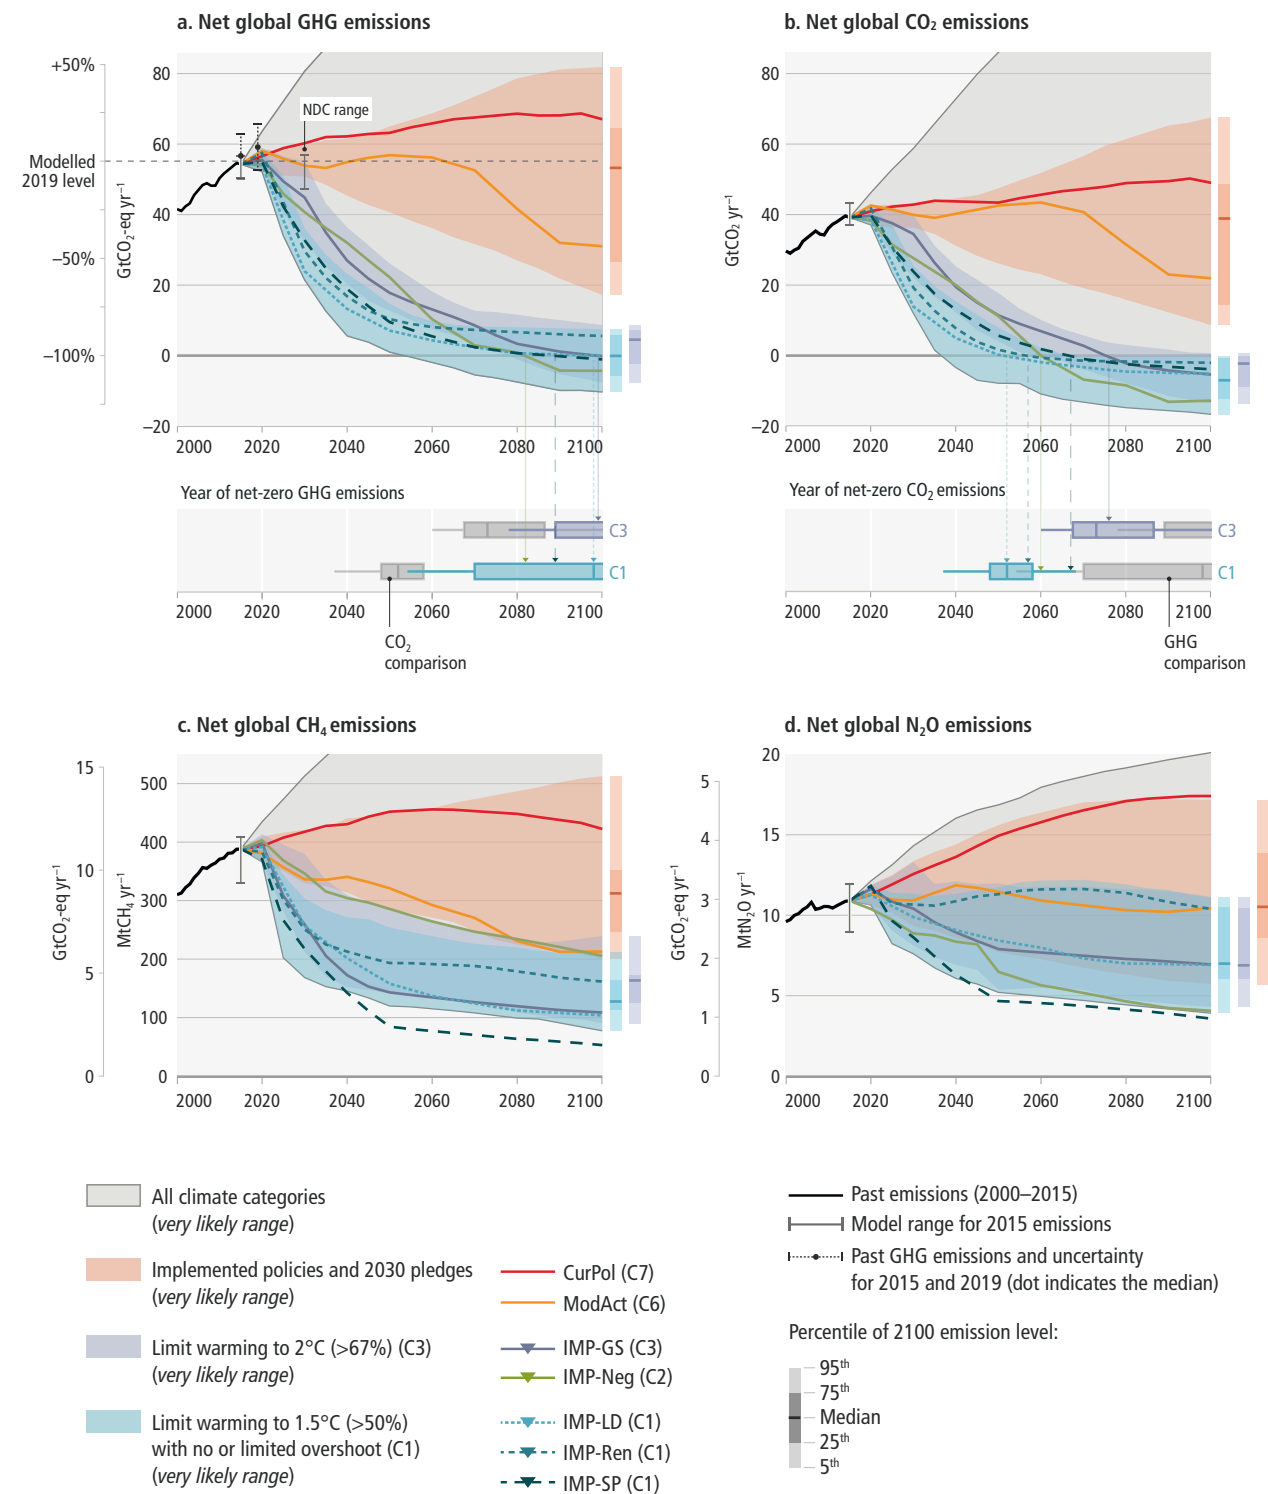 a. Net global GHG emissions
+50%
Modelled
2019 level
−50%
−100%
GtCO₂-eq yr⁻¹
80
60
40
20
0
−20
NDC range
2000 2020 2040 2060 2080 2100
Year of net-zero GHG emissions
C3
C1
2000 2020 2040 2060 2080 2100
CO₂
comparison
b. Net global CO₂ emissions
GtCO₂ yr⁻¹
80
60
40
20
0
−20
2000 2020 2040 2060 2080 2100
Year of net-zero CO₂ emissions
C3
C1
2000 2020 2040 2060 2080 2100
GHG
comparison
c. Net global CH₄ emissions
15
10
5
0
GtCO₂-eq yr⁻¹
MtCH₄ yr⁻¹
500
400
300
200
100
0
2000 2020 2040 2060 2080 2100
d. Net global N₂O emissions
5
4
3
2
1
0
GtCO₂-eq yr⁻¹
MtN₂O yr⁻¹
20
15
10
5
0
2000 2020 2040 2060 2080 2100
All climate categories
(very likely range)
Implemented policies and 2030 pledges
(very likely range)
Limit warming to 2°C (>67%) (C3)
(very likely range)
Limit warming to 1.5°C (>50%)
with no or limited overshoot (C1)
(very likely range)
CurPol (C7)
ModAct (C6)
IMP-GS (C3)
IMP-Neg (C2)
IMP-LD (C1)
IMP-Ren (C1)
IMP-SP (C1)
Past emissions (2000–2015)
Model range for 2015 emissions
Past GHG emissions and uncertainty
for 2015 and 2019 (dot indicates the median)
Percentile of 2100 emission level:
95th
75th
Median
25th
5th